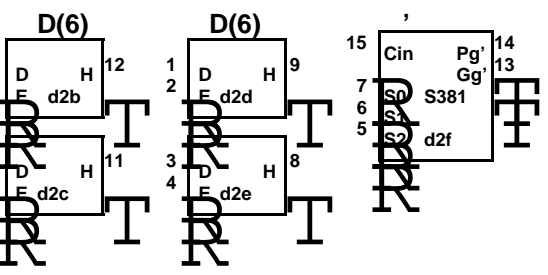 D(6) D(6) ’
12 1 9 15 14
D H D H Cin Pg’
2 13
Gg’
E d2b E d2d 7 S0 S381
6 S1
11 3 8 5 S2 d2f
D H D H
4
E d2c E d2e
R R R R R R R
T T T T T T